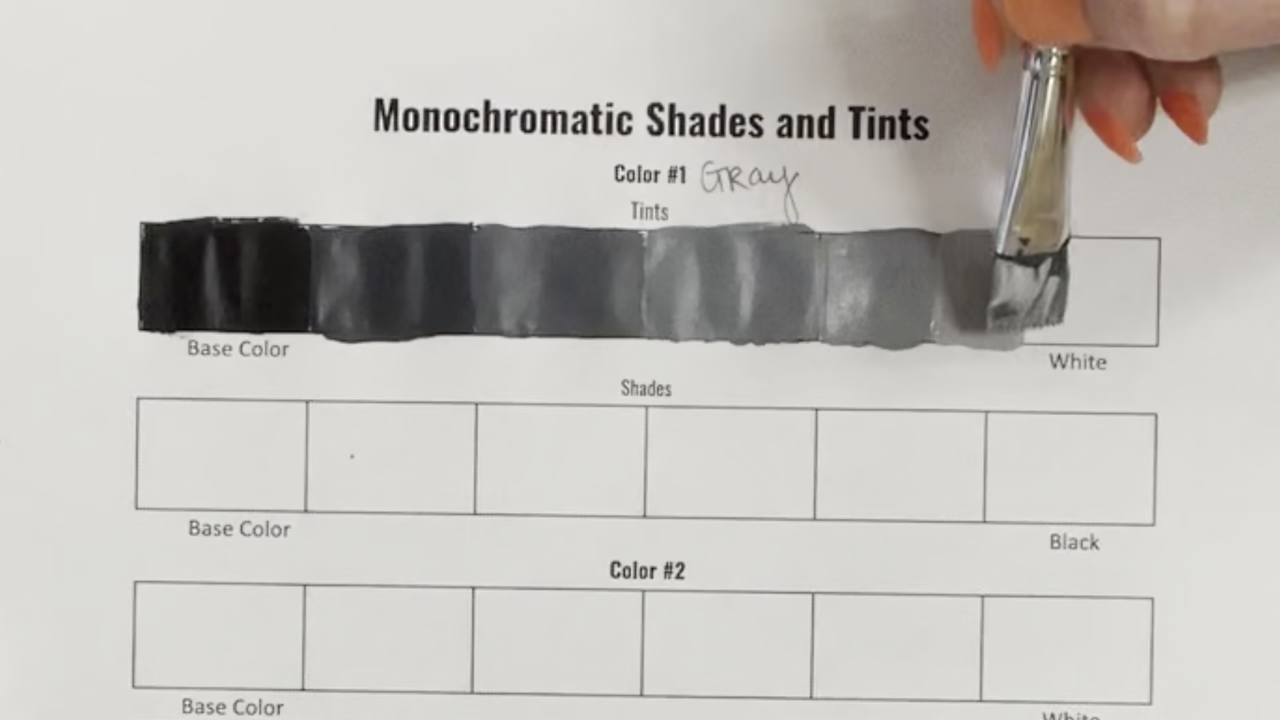 Monochromatic Shades and Tints
Color #1 Gray
Tints
Base Color White
Shades
Base Color Black
Color #2
Base Color White